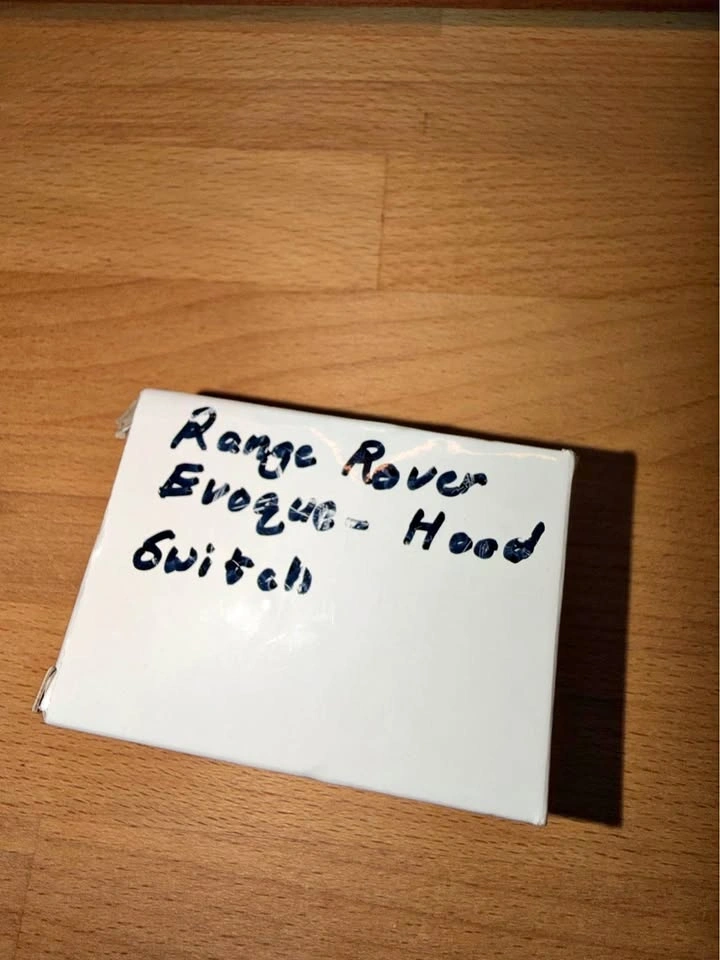 Range Rover
Evoque - Hood
Switch